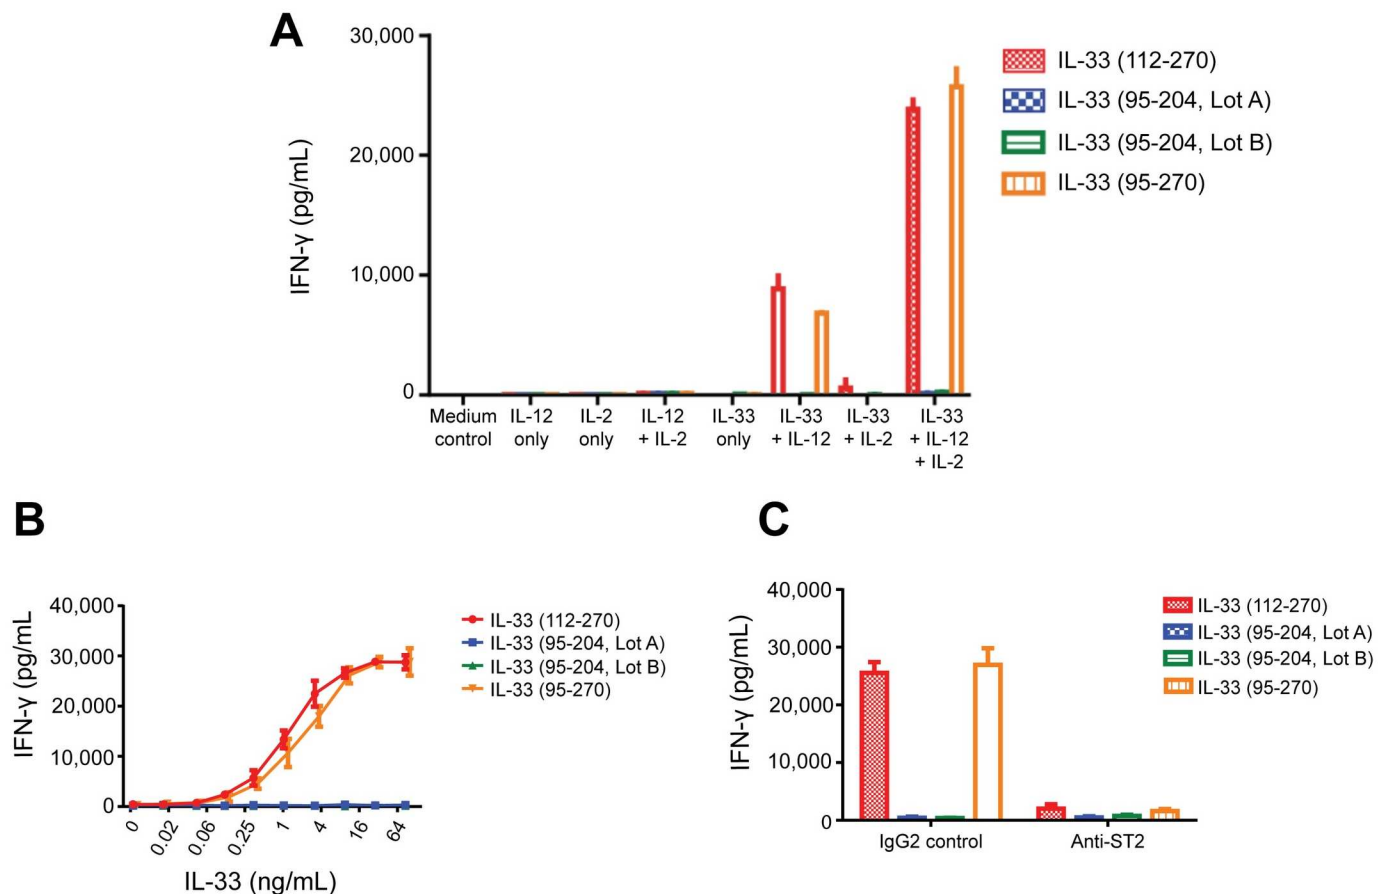 A
30,000
20,000
10,000
0
IFN-γ (pg/mL)
Medium control
IL-12 only
IL-2 only
IL-12 + IL-2
IL-33 only
IL-33 + IL-12
IL-33 + IL-2
IL-33 + IL-12 + IL-2
IL-33 (112-270)
IL-33 (95-204, Lot A)
IL-33 (95-204, Lot B)
IL-33 (95-270)
B
40,000
30,000
20,000
10,000
0
IFN-γ (pg/mL
0
0.02
0.06
0.25
1
4
16
64
IL-33 (ng/mL)
IL-33 (112-270)
IL-33 (95-204, Lot A)
IL-33 (95-204, Lot B)
IL-33 (95-270)
C
40,000
30,000
20,000
10,000
0
IFN-γ (pg/mL)
IgG2 control
Anti-ST2
IL-33 (112-270)
IL-33 (95-204, Lot A)
IL-33 (95-204, Lot B)
IL-33 (95-270)